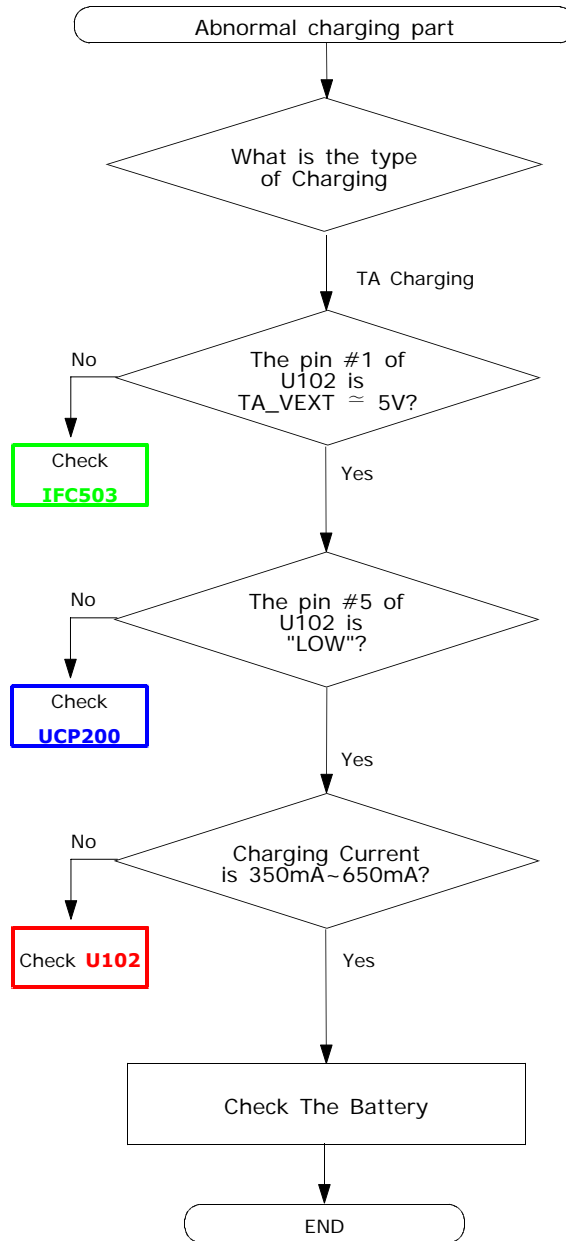 Abnormal charging part
What is the type
of Charging
TA Charging
The pin #1 of
U102 is
TA_VEXT ≃ 5V?
No
Check
IFC503
Yes
The pin #5 of
U102 is
"LOW"?
No
Check
UCP200
Yes
Charging Current
is 350mA~650mA?
No
Check U102
Yes
Check The Battery
END